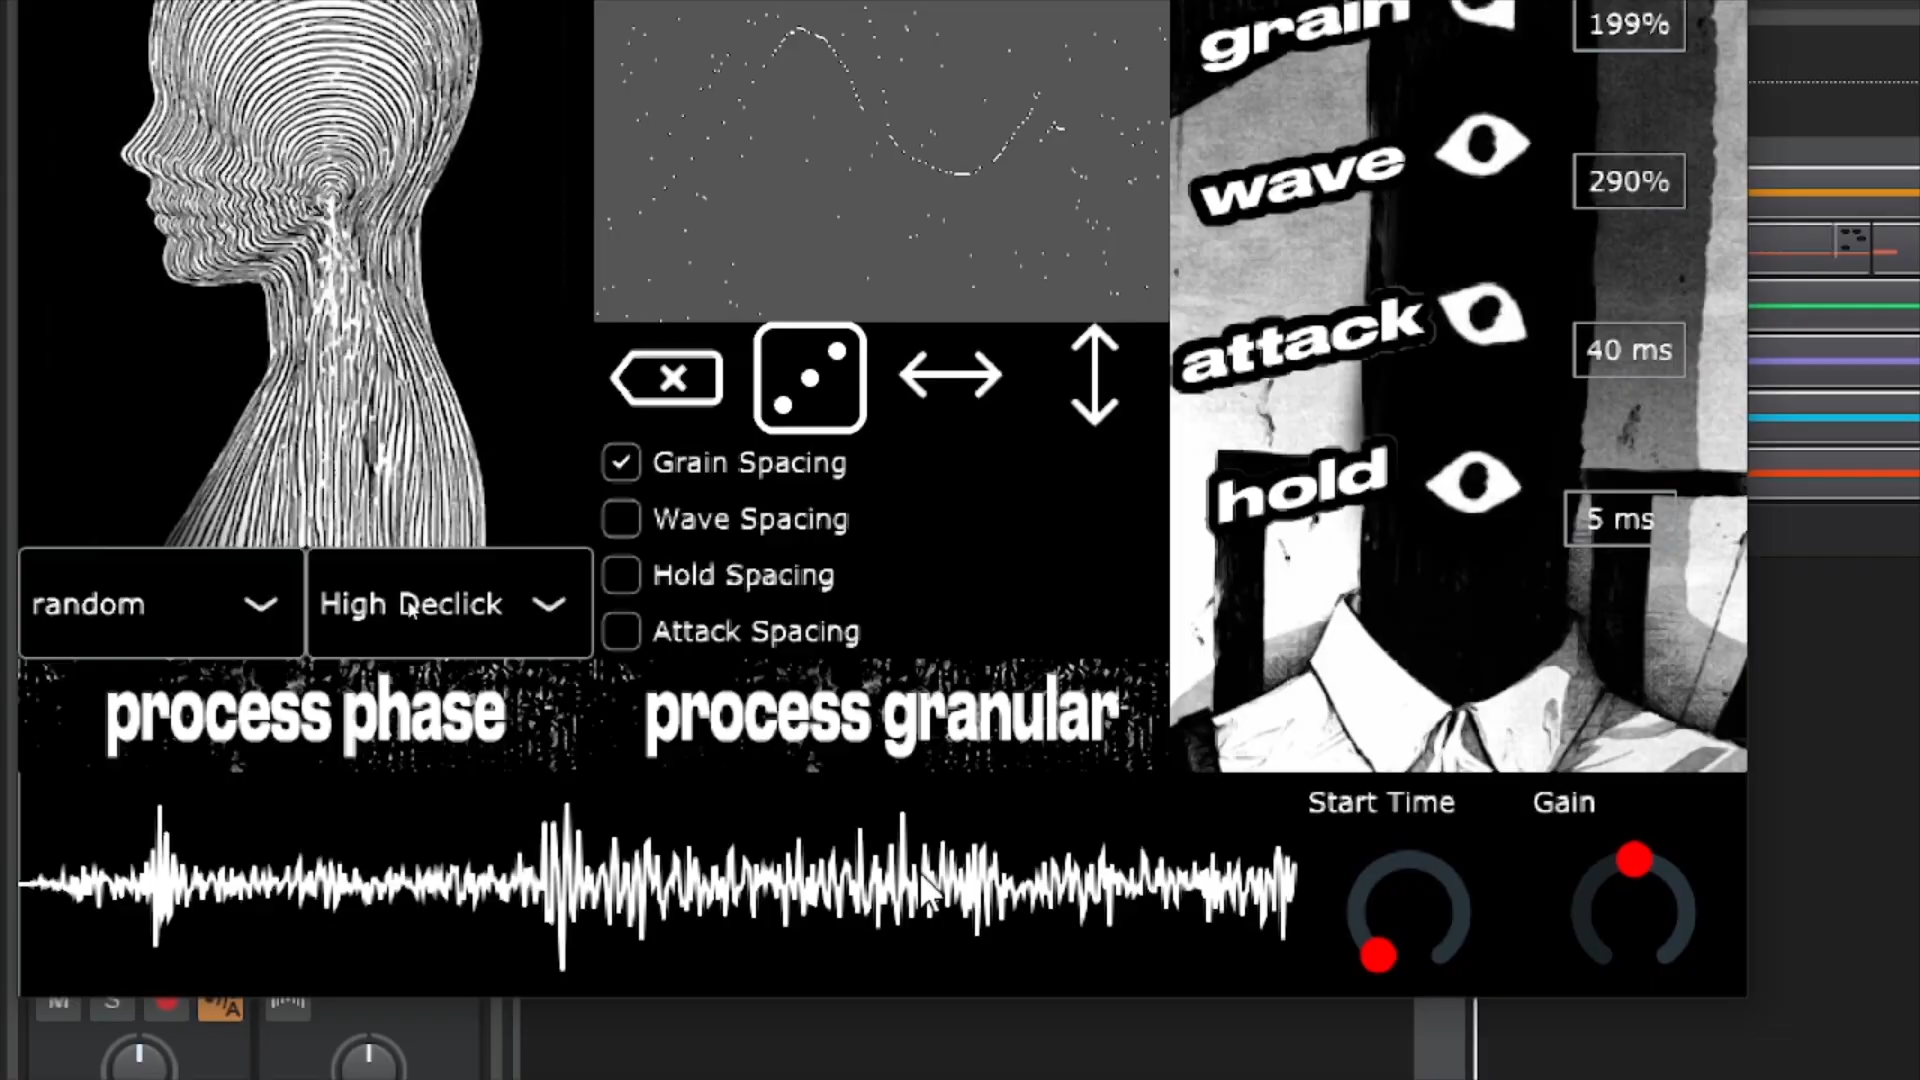 grain
199%
wave
290%
attack
40 ms
hold
5 ms
Grain Spacing
Wave Spacing
Hold Spacing
Attack Spacing
random
High Declick
process phase
process granular
Start Time
Gain
M
S